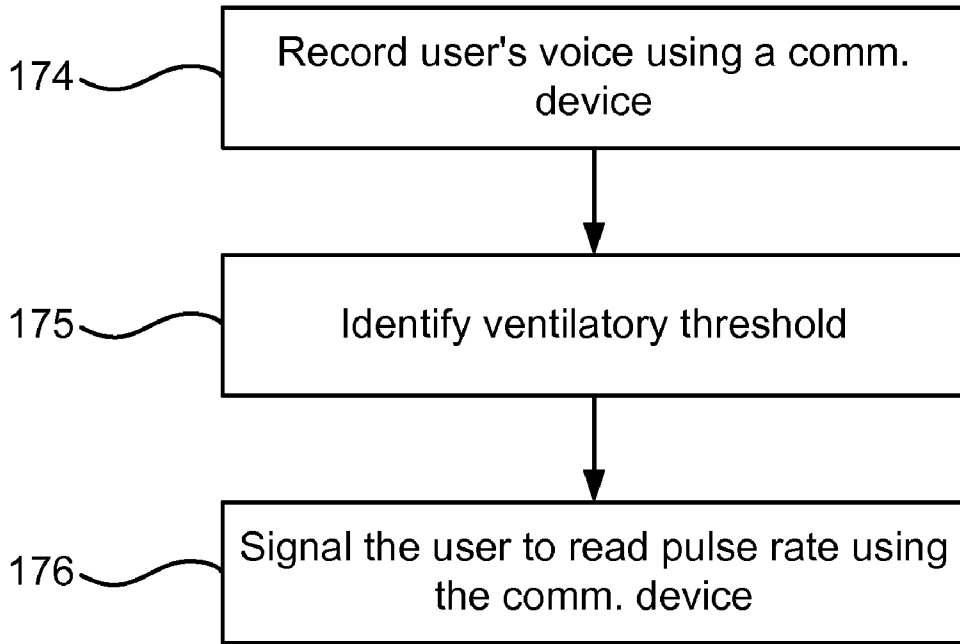 174
Record user's voice using a comm.
device
175
Identify ventilatory threshold
176
Signal the user to read pulse rate using
the comm. device